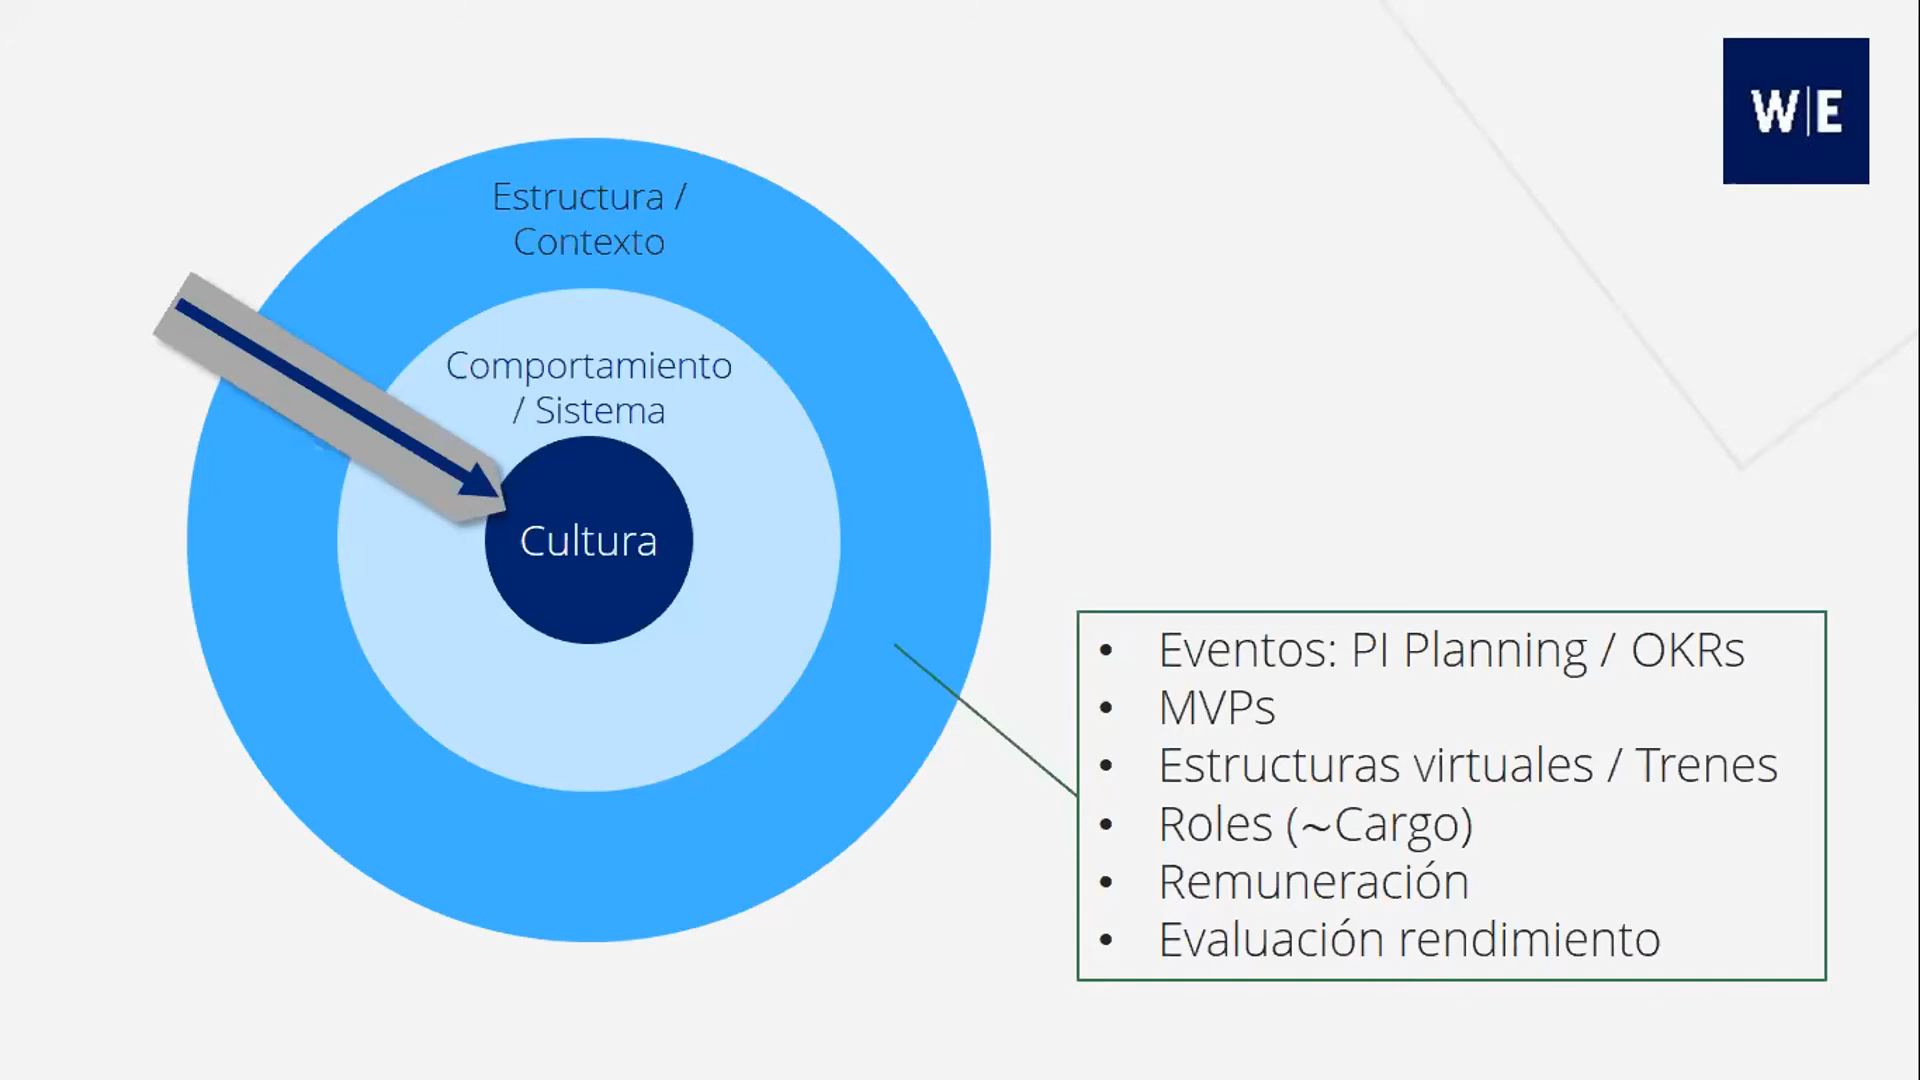 W|E
Estructura /
Contexto
Comportamiento
/ Sistema
Cultura
• Eventos: PI Planning / OKRs
• MVPs
• Estructuras virtuales / Trenes
• Roles (~Cargo)
• Remuneración
• Evaluación rendimiento